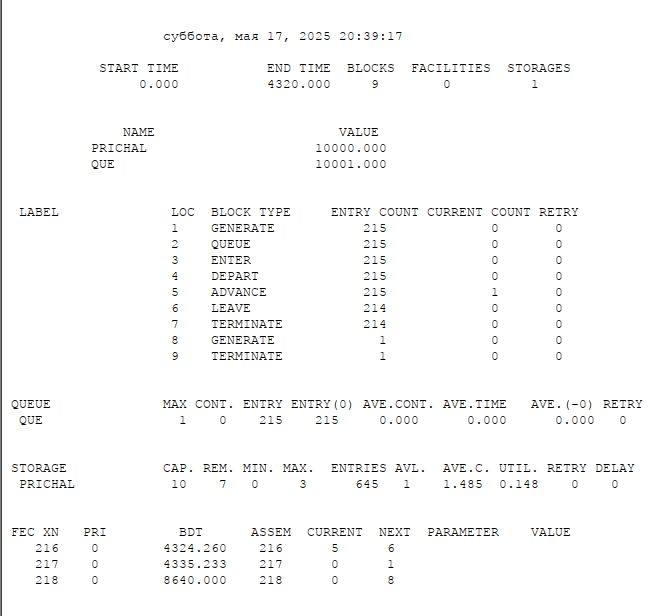 суббота, мая 17, 2025 20:39:17
START TIME END TIME BLOCKS FACILITIES STORAGES
0.000 4320.000 9 0 1
NAME VALUE
PRICHAL 10000.000
QUE 10001.000
LABEL LOC BLOCK TYPE ENTRY COUNT CURRENT COUNT RETRY
1 GENERATE 215 0 0
2 QUEUE 215 0 0
3 ENTER 215 0 0
4 DEPART 215 0 0
5 ADVANCE 215 1 0
6 LEAVE 214 0 0
7 TERMINATE 214 0 0
8 GENERATE 1 0 0
9 TERMINATE 1 0 0
QUEUE MAX CONT. ENTRY ENTRY(0) AVE.CONT. AVE.TIME AVE.(-0) RETRY
QUE 1 0 215 215 0.000 0.000 0.000 0
STORAGE CAP. REM. MIN. MAX. ENTRIES AVL. AVE.C. UTIL. RETRY DELAY
PRICHAL 10 7 0 3 645 1 1.485 0.148 0 0
FEC XN PRI BDT ASSEM CURRENT NEXT PARAMETER VALUE
216 0 4324.260 216 5 6
217 0 4335.233 217 0 1
218 0 8640.000 218 0 8